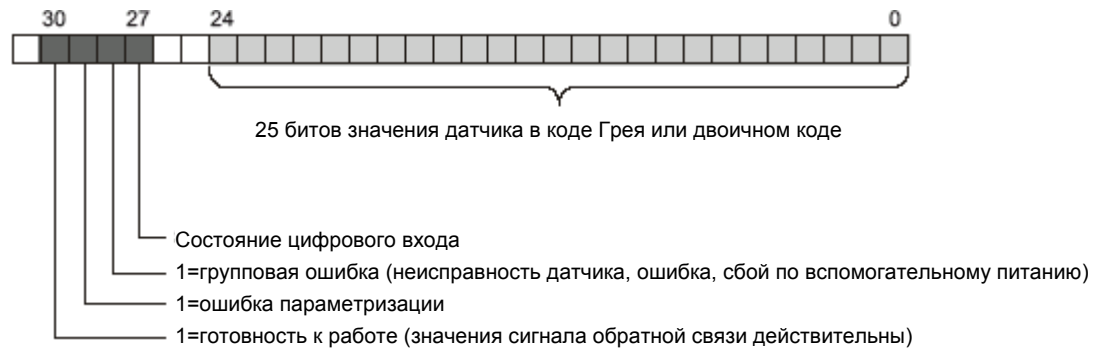 30 27 24 0
25 битов значения датчика в коде Грея или двоичном коде
Состояние цифрового входа
1=групповая ошибка (неисправность датчика, ошибка, сбой по вспомогательному питанию)
1=ошибка параметризации
1=готовность к работе (значения сигнала обратной связи действительны)